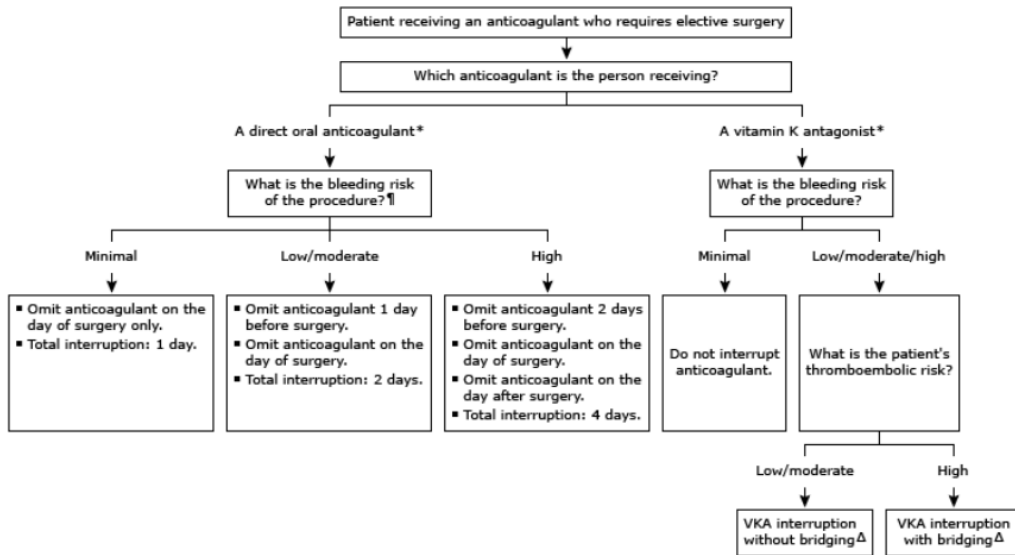 Patient receiving an anticoagulant who requires elective surgery
Which anticoagulant is the person receiving?
A direct oral anticoagulant*
A vitamin K antagonist*
What is the bleeding risk
of the procedure?¶
What is the bleeding risk
of the procedure?
Minimal
Low/moderate
High
Minimal
Low/moderate/high
▪ Omit anticoagulant on the
day of surgery only.
▪ Total interruption: 1 day.
▪ Omit anticoagulant 1 day
before surgery.
▪ Omit anticoagulant on the
day of surgery.
▪ Total interruption: 2 days.
▪ Omit anticoagulant 2 days
before surgery.
▪ Omit anticoagulant on the
day of surgery.
▪ Omit anticoagulant on the
day after surgery.
▪ Total interruption: 4 days.
Do not interrupt
anticoagulant.
What is the patient's
thromboembolic risk?
Low/moderate
High
VKA interruption
without bridgingΔ
VKA interruption
with bridgingΔ